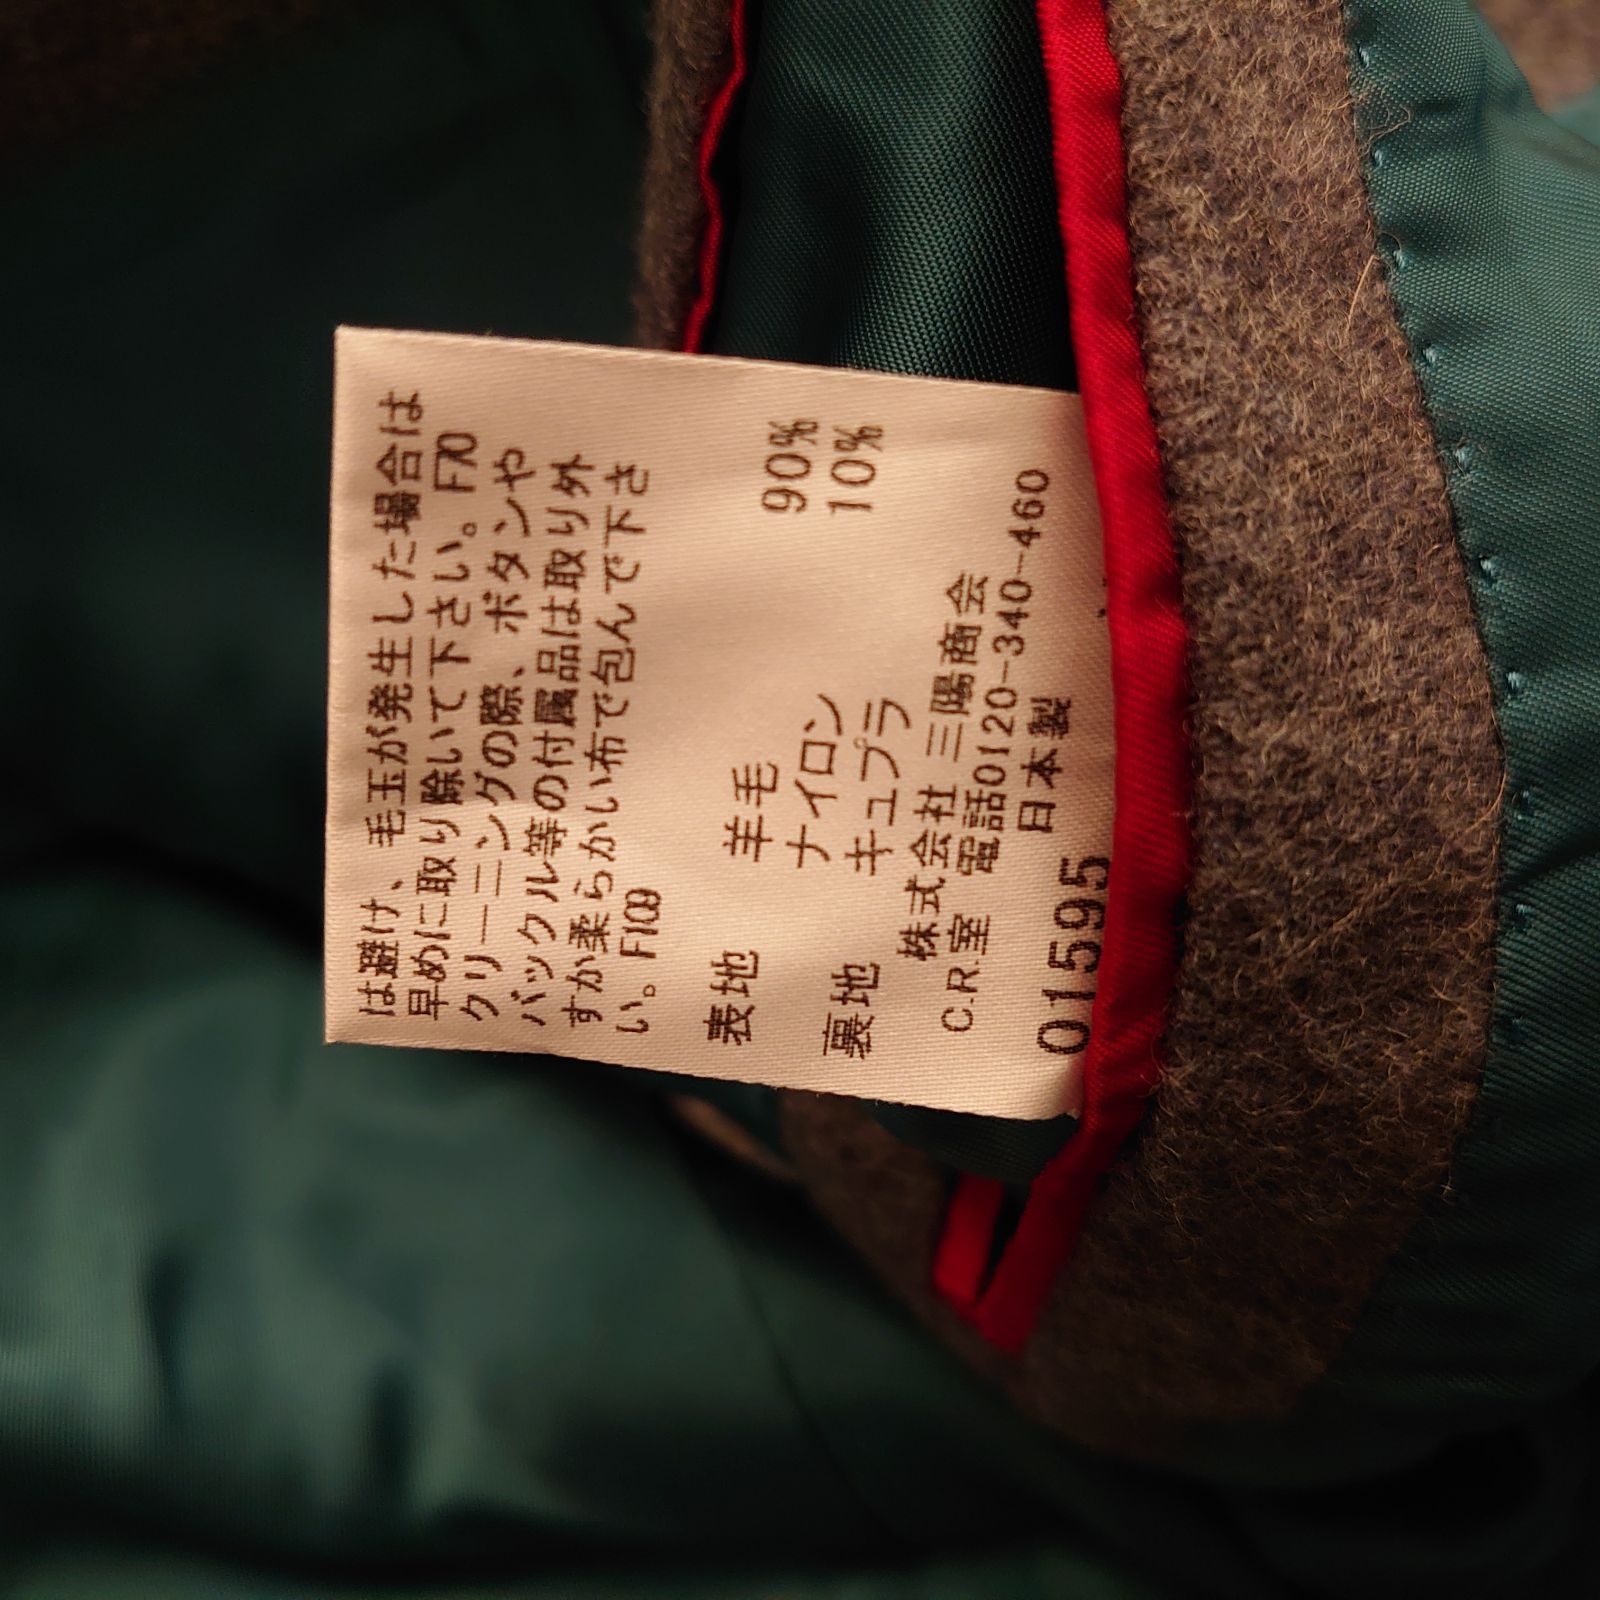 は避け、毛玉が発生した場合は
早めに取り除いて下さい。F70
クリーニングの際、ボタンや
バックル等の付属品は取り外
すか柔らかい布で包んで下さ
い。F109
表地 羊毛 90%
ナイロン 10%
裏地 キュプラ
株式会社 三陽商会
C.R.室 電話0120-340-460
日本製
01595